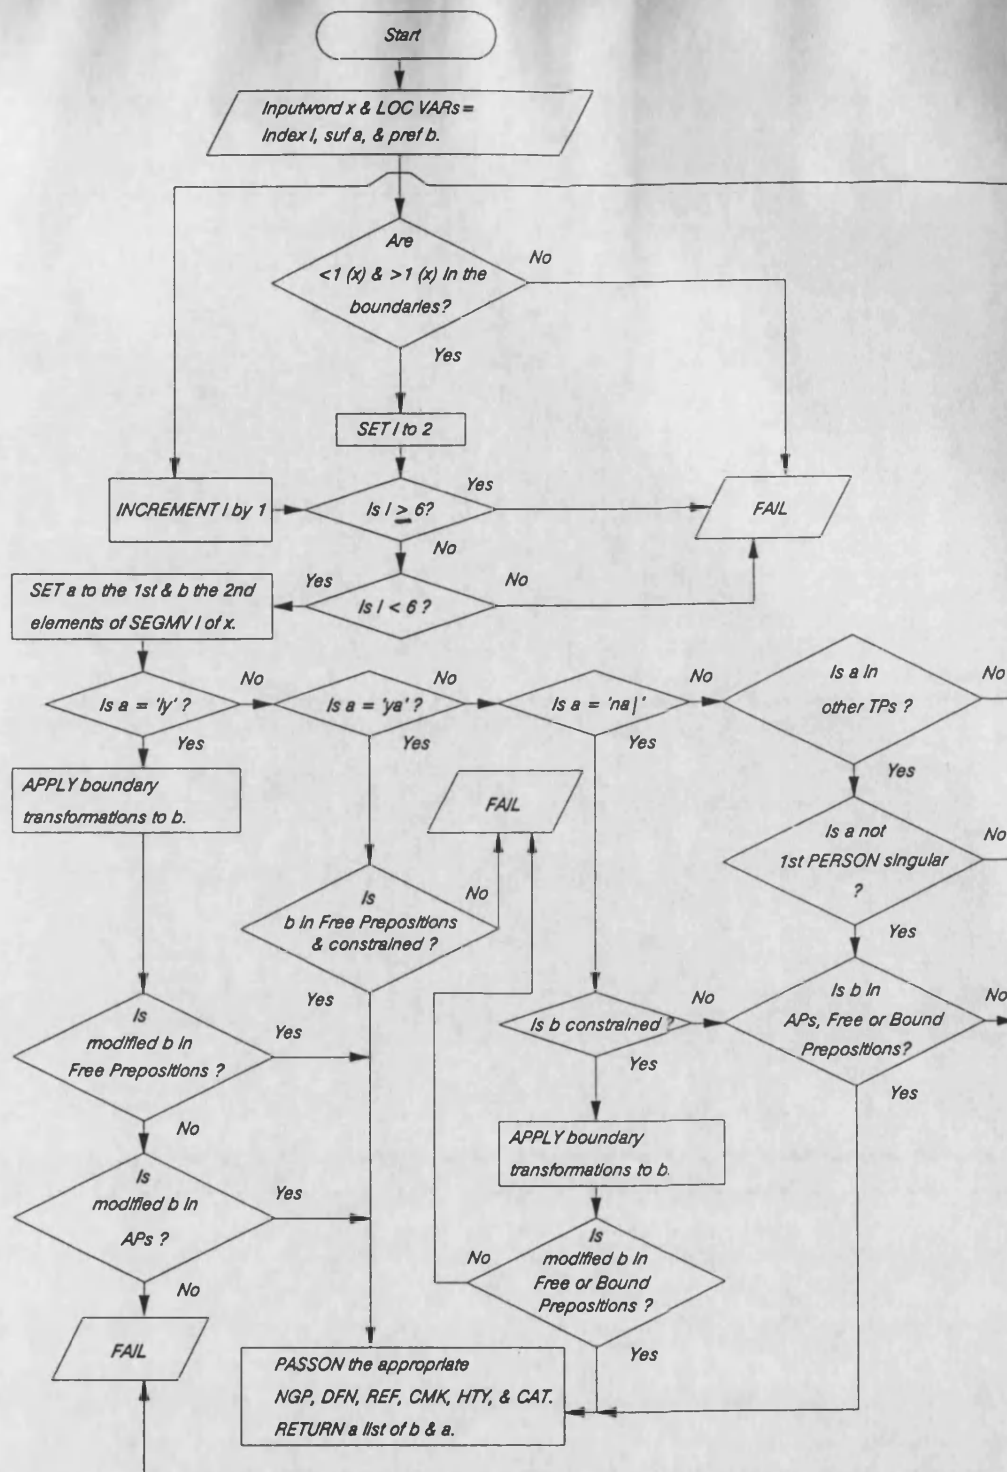 Start
Inputword x & LOC VARs=
Index I, suf a, & pref b.
Are
<1 (x) & >1 (x) In the
boundaries?
No
Yes
SET I to 2
INCREMENT I by 1
Is I ≥ 6?
Yes
FAIL
No
SET a to the 1st & b the 2nd
elements of SEGMV I of x.
Yes
Is I < 6 ?
No
Is a = 'Iy' ?
No
Is a = 'ya' ?
No
Is a = 'na|'
No
Is a In
other TPs ?
No
Yes
Yes
Yes
Yes
APPLY boundary
transformations to b.
FAIL
Is a not
1st PERSON singular
?
No
Is
b In Free Prepositions
& constrained ?
No
Yes
Yes
Is
modified b In
Free Prepositions ?
Yes
Is b constrained ?
No
Is b In
APs, Free or Bound
Prepositions?
No
Yes
Yes
No
APPLY boundary
transformations to b.
Is
modified b In
APs ?
Yes
No
Is
modified b In
Free or Bound
Prepositions ?
No
Yes
FAIL
PASSON the appropriate
NGP, DFN, REF, CMK, HTY, & CAT.
RETURN a list of b & a.